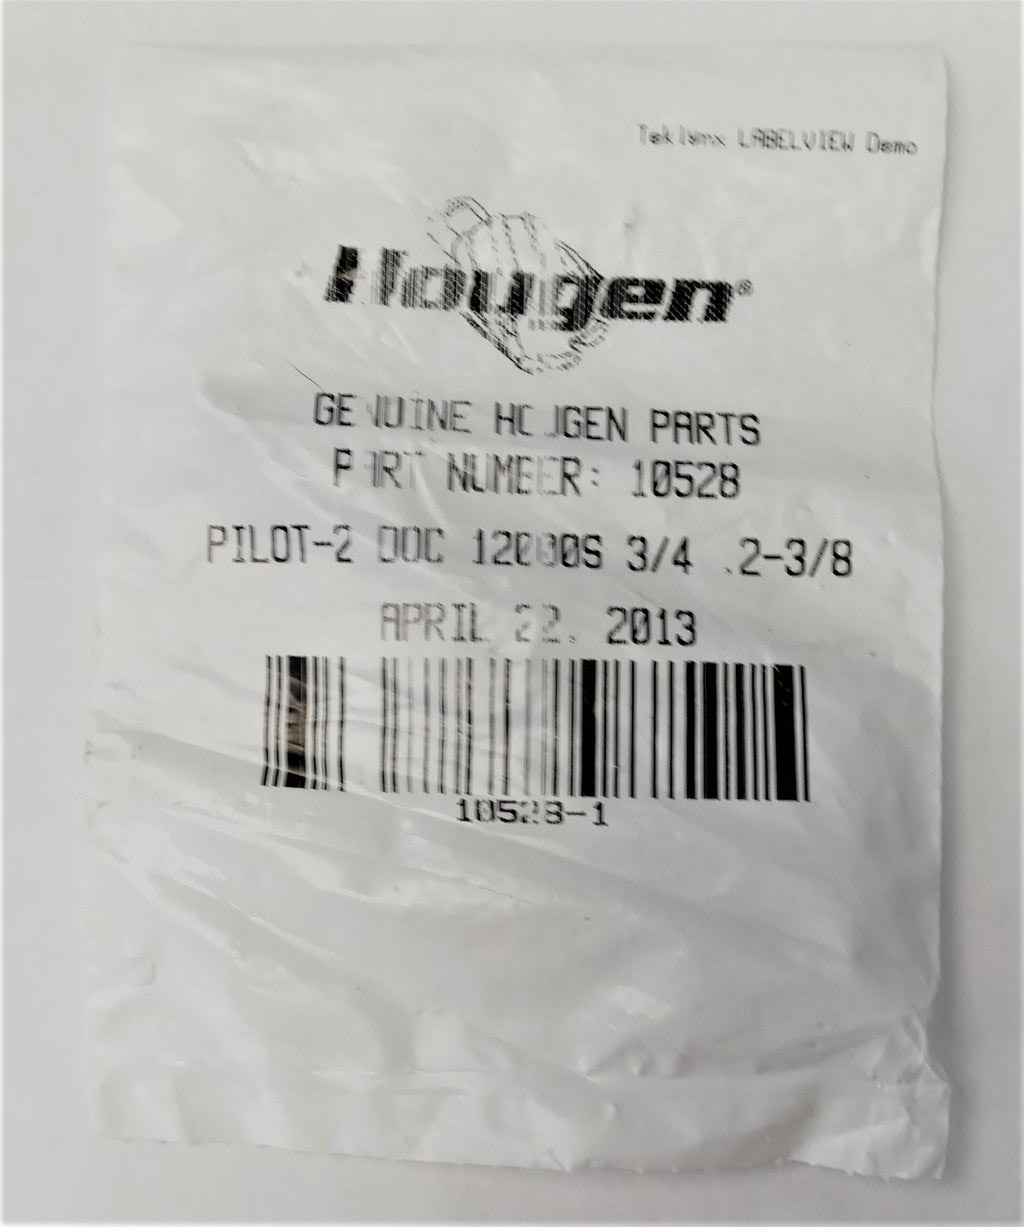 Teklynx LABELVIEW Demo
Hougen®
GENUINE HOUGEN PARTS
PART NUMBER: 10528
PILOT-2 DOC 12000S 3/4 .2-3/8
APRIL 22, 2013
10528-1